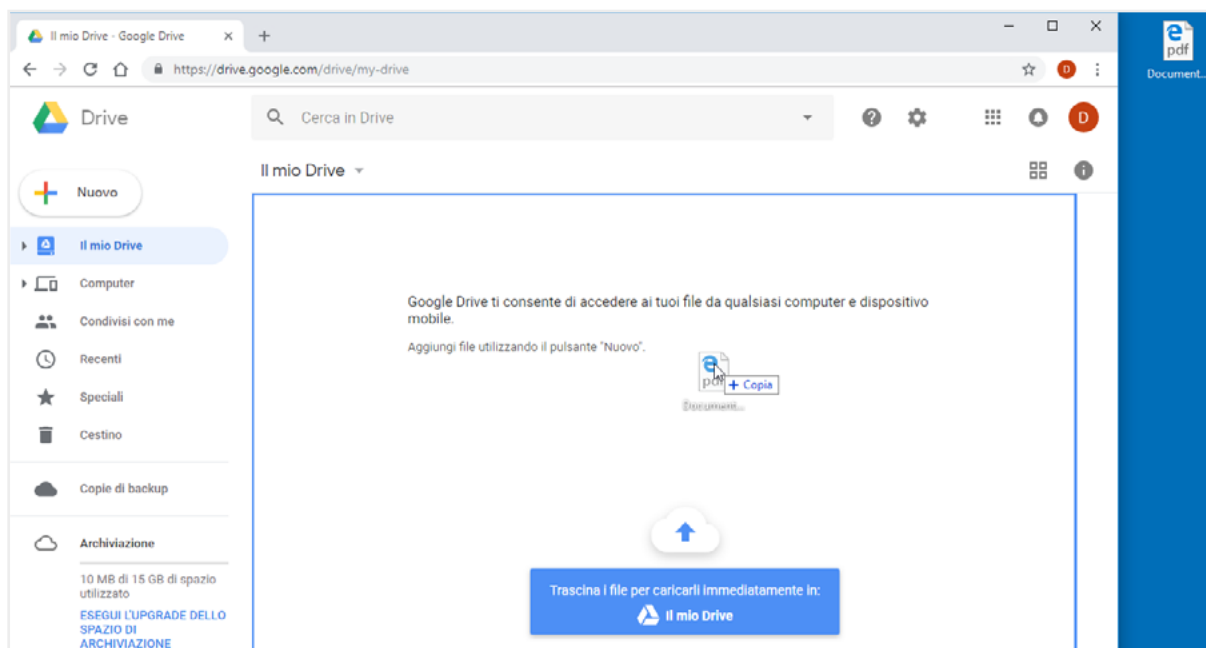 Il mio Drive - Google Drive
https://drive.google.com/drive/my-drive
D
pdf
Document...
Drive
Cerca in Drive
D
Il mio Drive
Nuovo
Il mio Drive
Computer
Condivisi con me
Recenti
Speciali
Cestino
Copie di backup
Archiviazione
10 MB di 15 GB di spazio
utilizzato
ESEGUI L'UPGRADE DELLO
SPAZIO DI
ARCHIVIAZIONE
Google Drive ti consente di accedere ai tuoi file da qualsiasi computer e dispositivo
mobile.
Aggiungi file utilizzando il pulsante "Nuovo".
pdf
+ Copia
Document...
Trascina i file per caricarli immediatamente in:
Il mio Drive